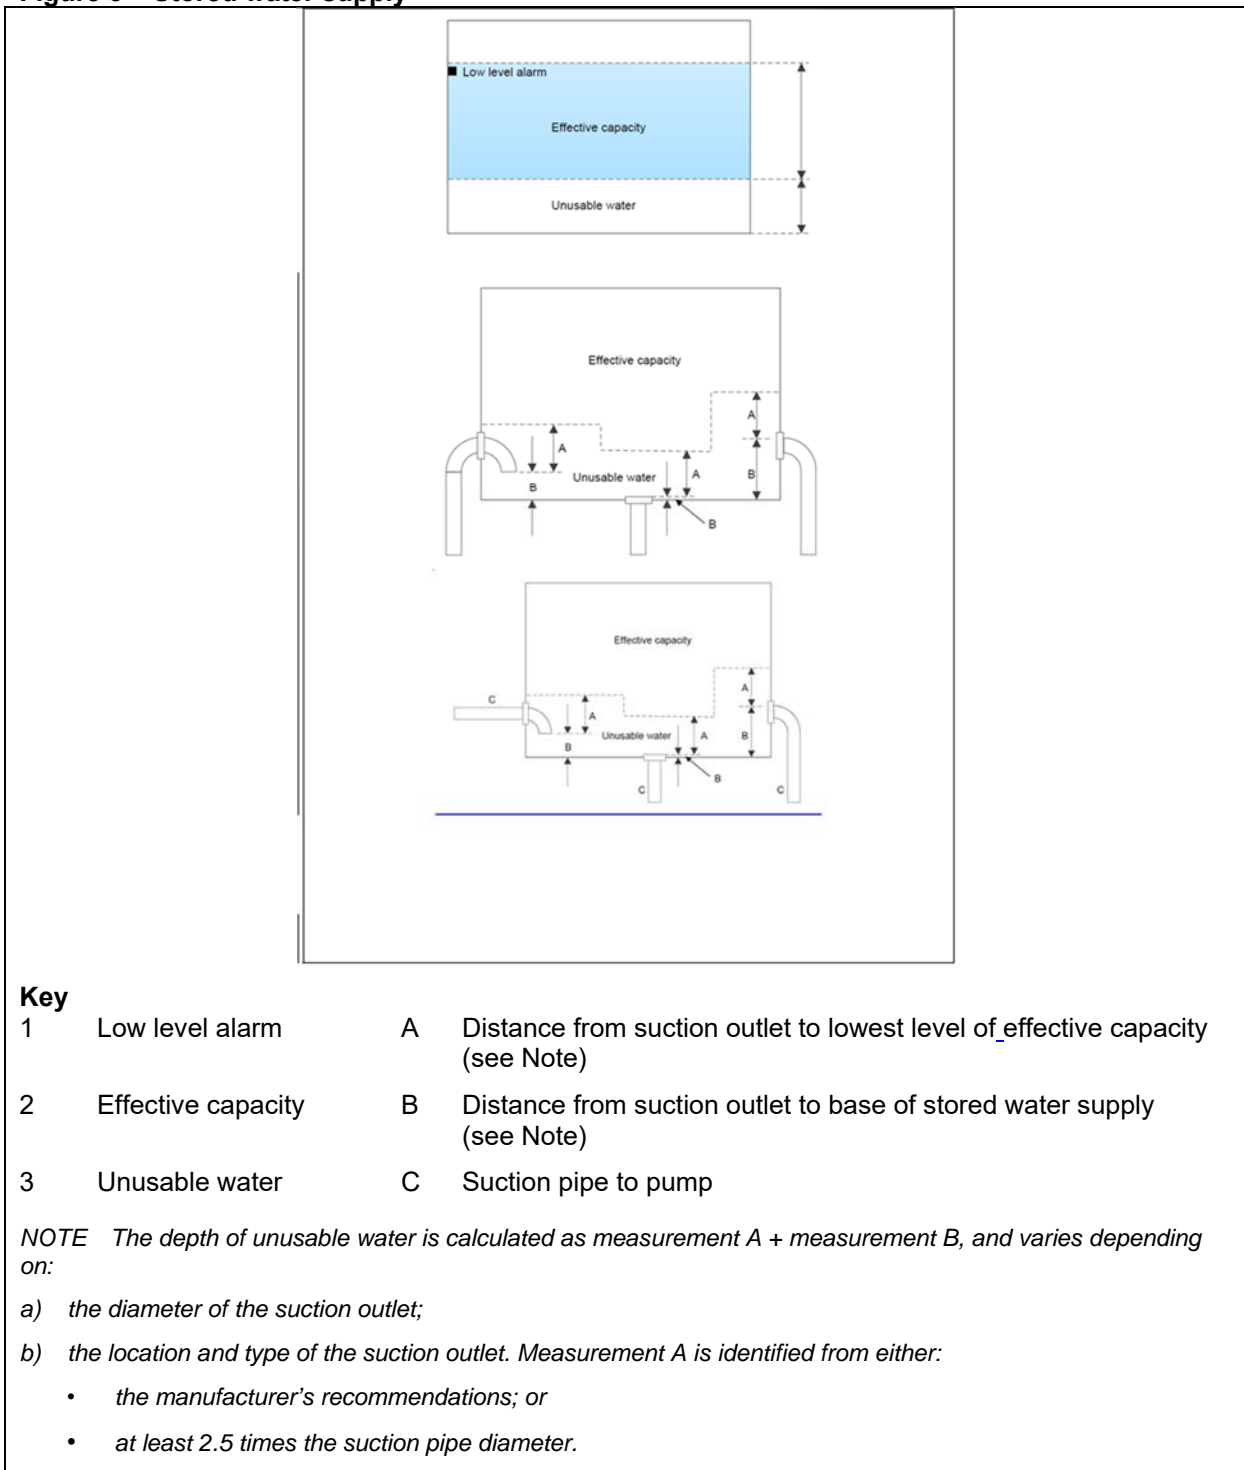 Low level alarm
Effective capacity
Unusable water
Effective capacity
A
A
B
Unusable water
A
B
B
Effective capacity
A
C
A
Unusable water
A
B
B
B
C
C
Key
1 Low level alarm A Distance from suction outlet to lowest level of effective capacity
(see Note)
2 Effective capacity B Distance from suction outlet to base of stored water supply
(see Note)
3 Unusable water C Suction pipe to pump
NOTE The depth of unusable water is calculated as measurement A + measurement B, and varies depending
on:
a) the diameter of the suction outlet;
b) the location and type of the suction outlet. Measurement A is identified from either:
• the manufacturer's recommendations; or
• at least 2.5 times the suction pipe diameter.